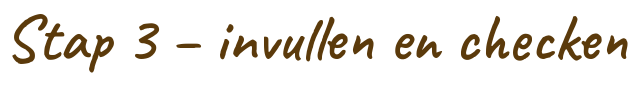 Stap 3 – invullen en checken